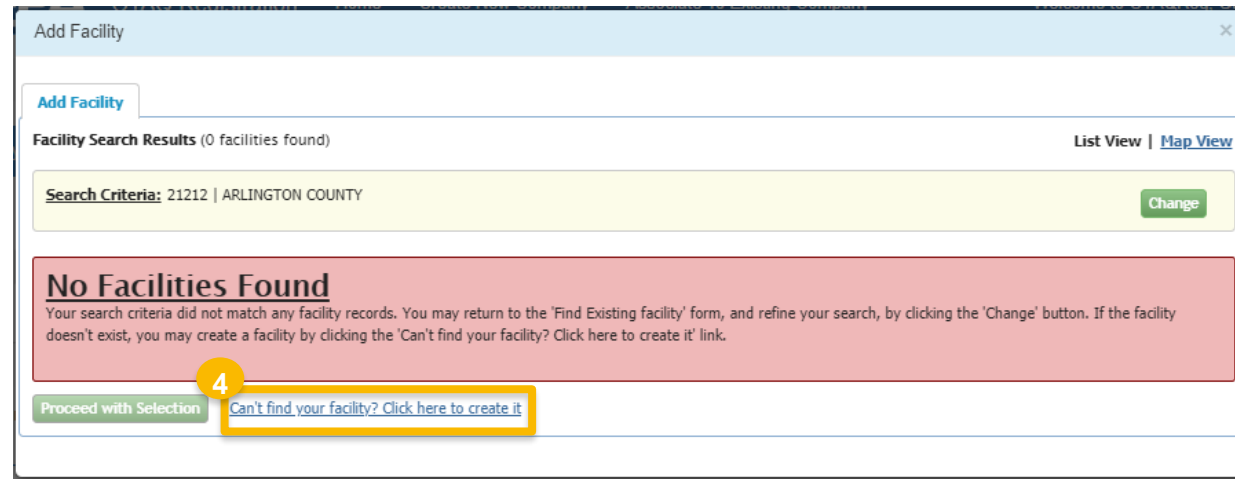 Add Facility
×
Add Facility
Facility Search Results (0 facilities found)
List View | Map View
Search Criteria: 21212 | ARLINGTON COUNTY
Change
No Facilities Found
Your search criteria did not match any facility records. You may return to the 'Find Existing facility' form, and refine your search, by clicking the 'Change' button. If the facility
doesn't exist, you may create a facility by clicking the 'Can't find your facility? Click here to create it' link.
4
Proceed with Selection
Can't find your facility? Click here to create it